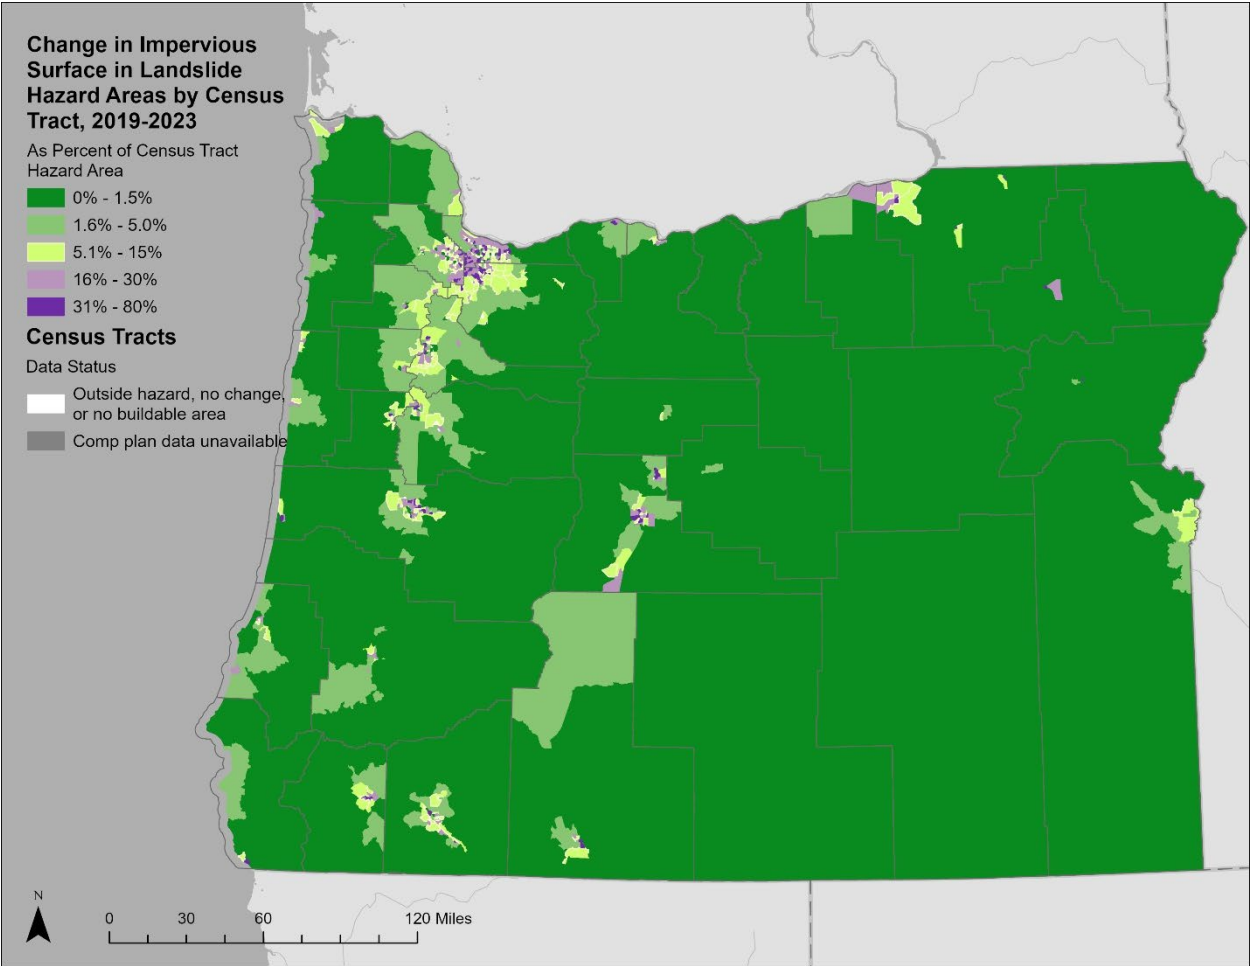 Change in Impervious
Surface in Landslide
Hazard Areas by Census
Tract, 2019-2023
As Percent of Census Tract
Hazard Area
0% - 1.5%
1.6% - 5.0%
5.1% - 15%
16% - 30%
31% - 80%
Census Tracts
Data Status
Outside hazard, no change,
or no buildable area
Comp plan data unavailable
N
0 30 60 120 Miles